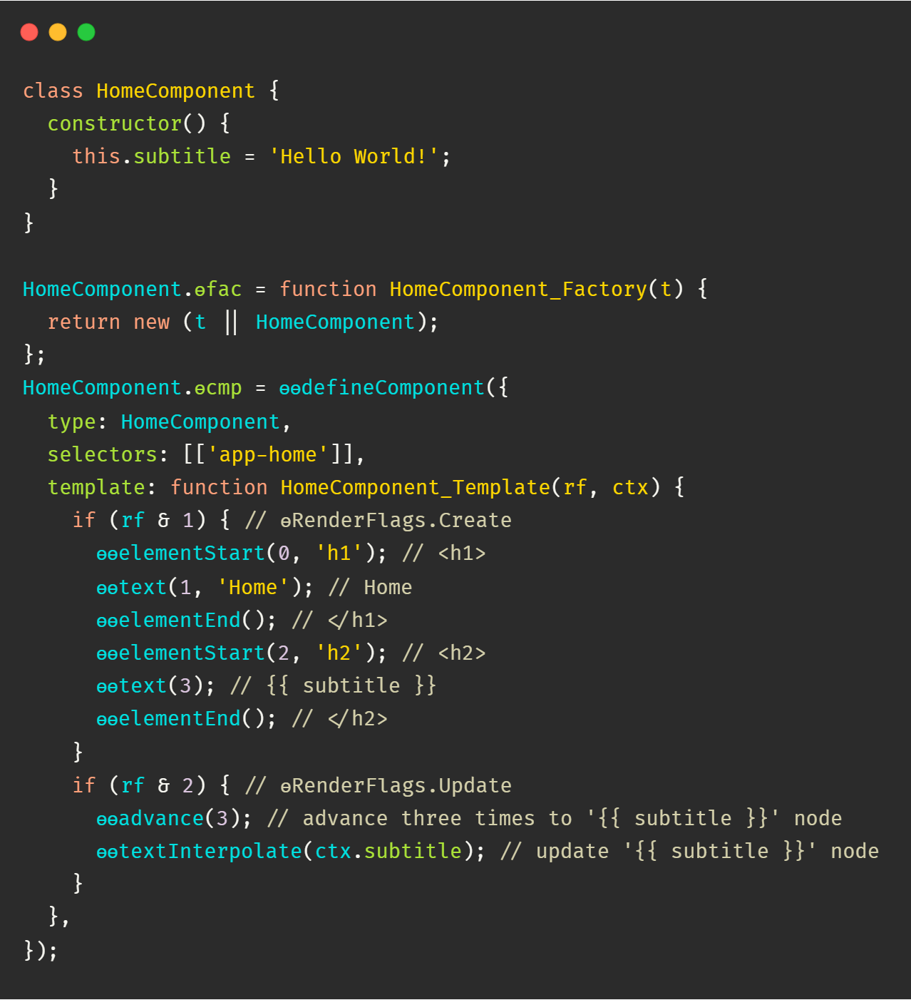 class HomeComponent {
  constructor() {
    this.subtitle = 'Hello World!';
  }
}

HomeComponent.ɵfac = function HomeComponent_Factory(t) {
  return new (t || HomeComponent);
};
HomeComponent.ɵcmp = ɵɵdefineComponent({
  type: HomeComponent,
  selectors: [['app-home']],
  template: function HomeComponent_Template(rf, ctx) {
    if (rf & 1) { // ɵRenderFlags.Create
      ɵɵelementStart(0, 'h1'); // <h1>
      ɵɵtext(1, 'Home'); // Home
      ɵɵelementEnd(); // </h1>
      ɵɵelementStart(2, 'h2'); // <h2>
      ɵɵtext(3); // {{ subtitle }}
      ɵɵelementEnd(); // </h2>
    }
    if (rf & 2) { // ɵRenderFlags.Update
      ɵɵadvance(3); // advance three times to '{{ subtitle }}' node
      ɵɵtextInterpolate(ctx.subtitle); // update '{{ subtitle }}' node
    }
  },
});